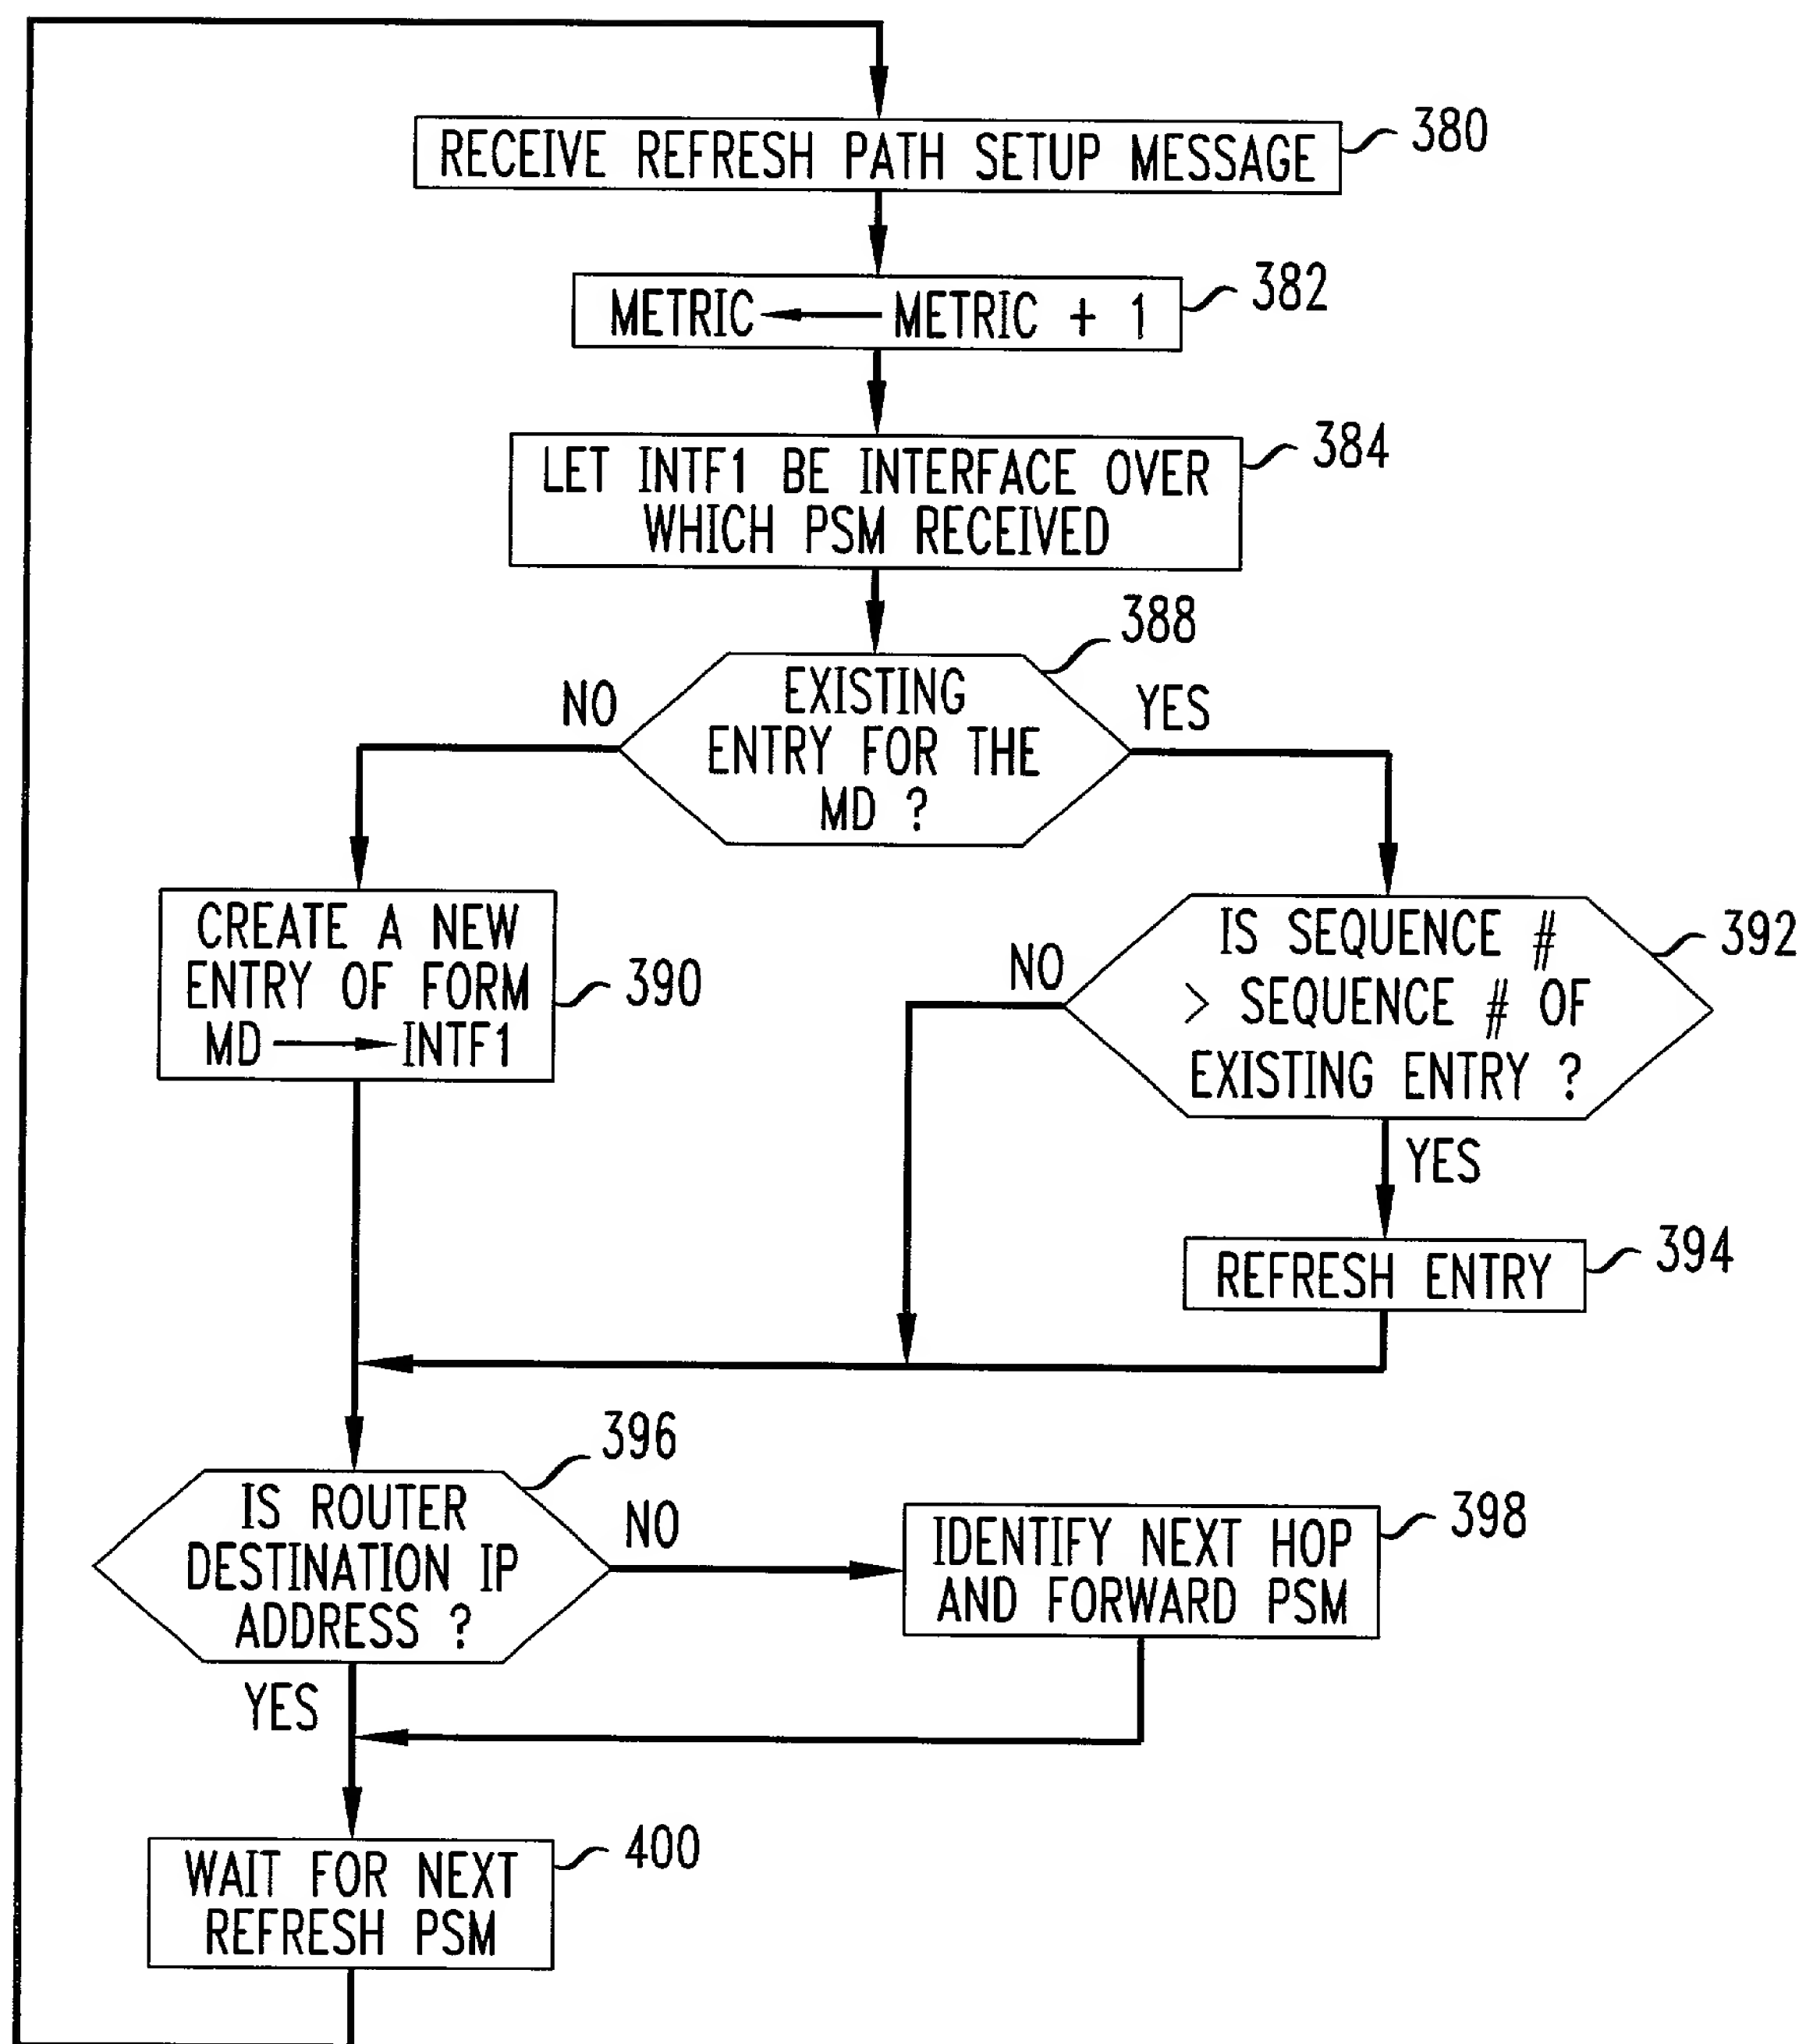 RECEIVE REFRESH PATH SETUP MESSAGE
380
METRIC ← METRIC + 1
382
LET INTF1 BE INTERFACE OVER
WHICH PSM RECEIVED
384
388
EXISTING
ENTRY FOR THE
MD ?
NO
YES
CREATE A NEW
ENTRY OF FORM
MD → INTF1
390
IS SEQUENCE #
> SEQUENCE # OF
EXISTING ENTRY ?
392
NO
YES
REFRESH ENTRY
394
396
IS ROUTER
DESTINATION IP
ADDRESS ?
NO
IDENTIFY NEXT HOP
AND FORWARD PSM
398
YES
WAIT FOR NEXT
REFRESH PSM
400